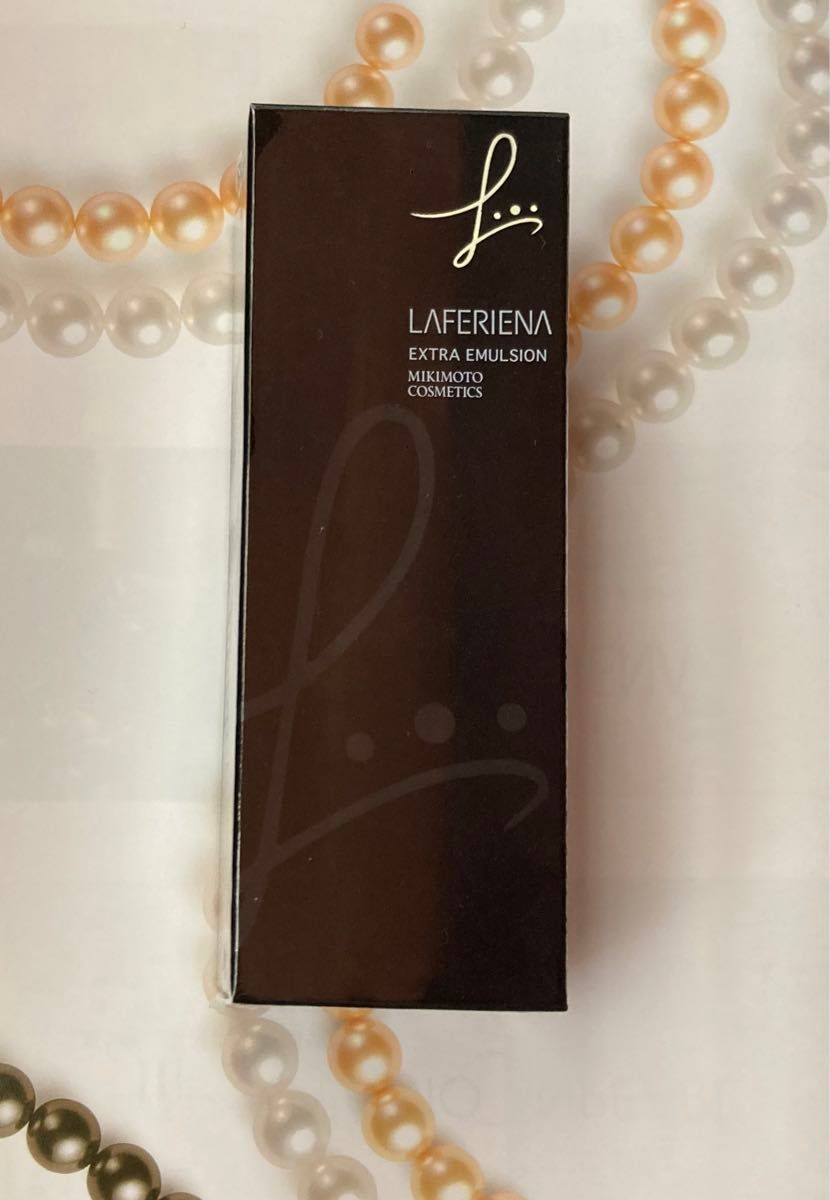 LAFERIENA
EXTRA EMULSION
MIKIMOTO
COSMETICS